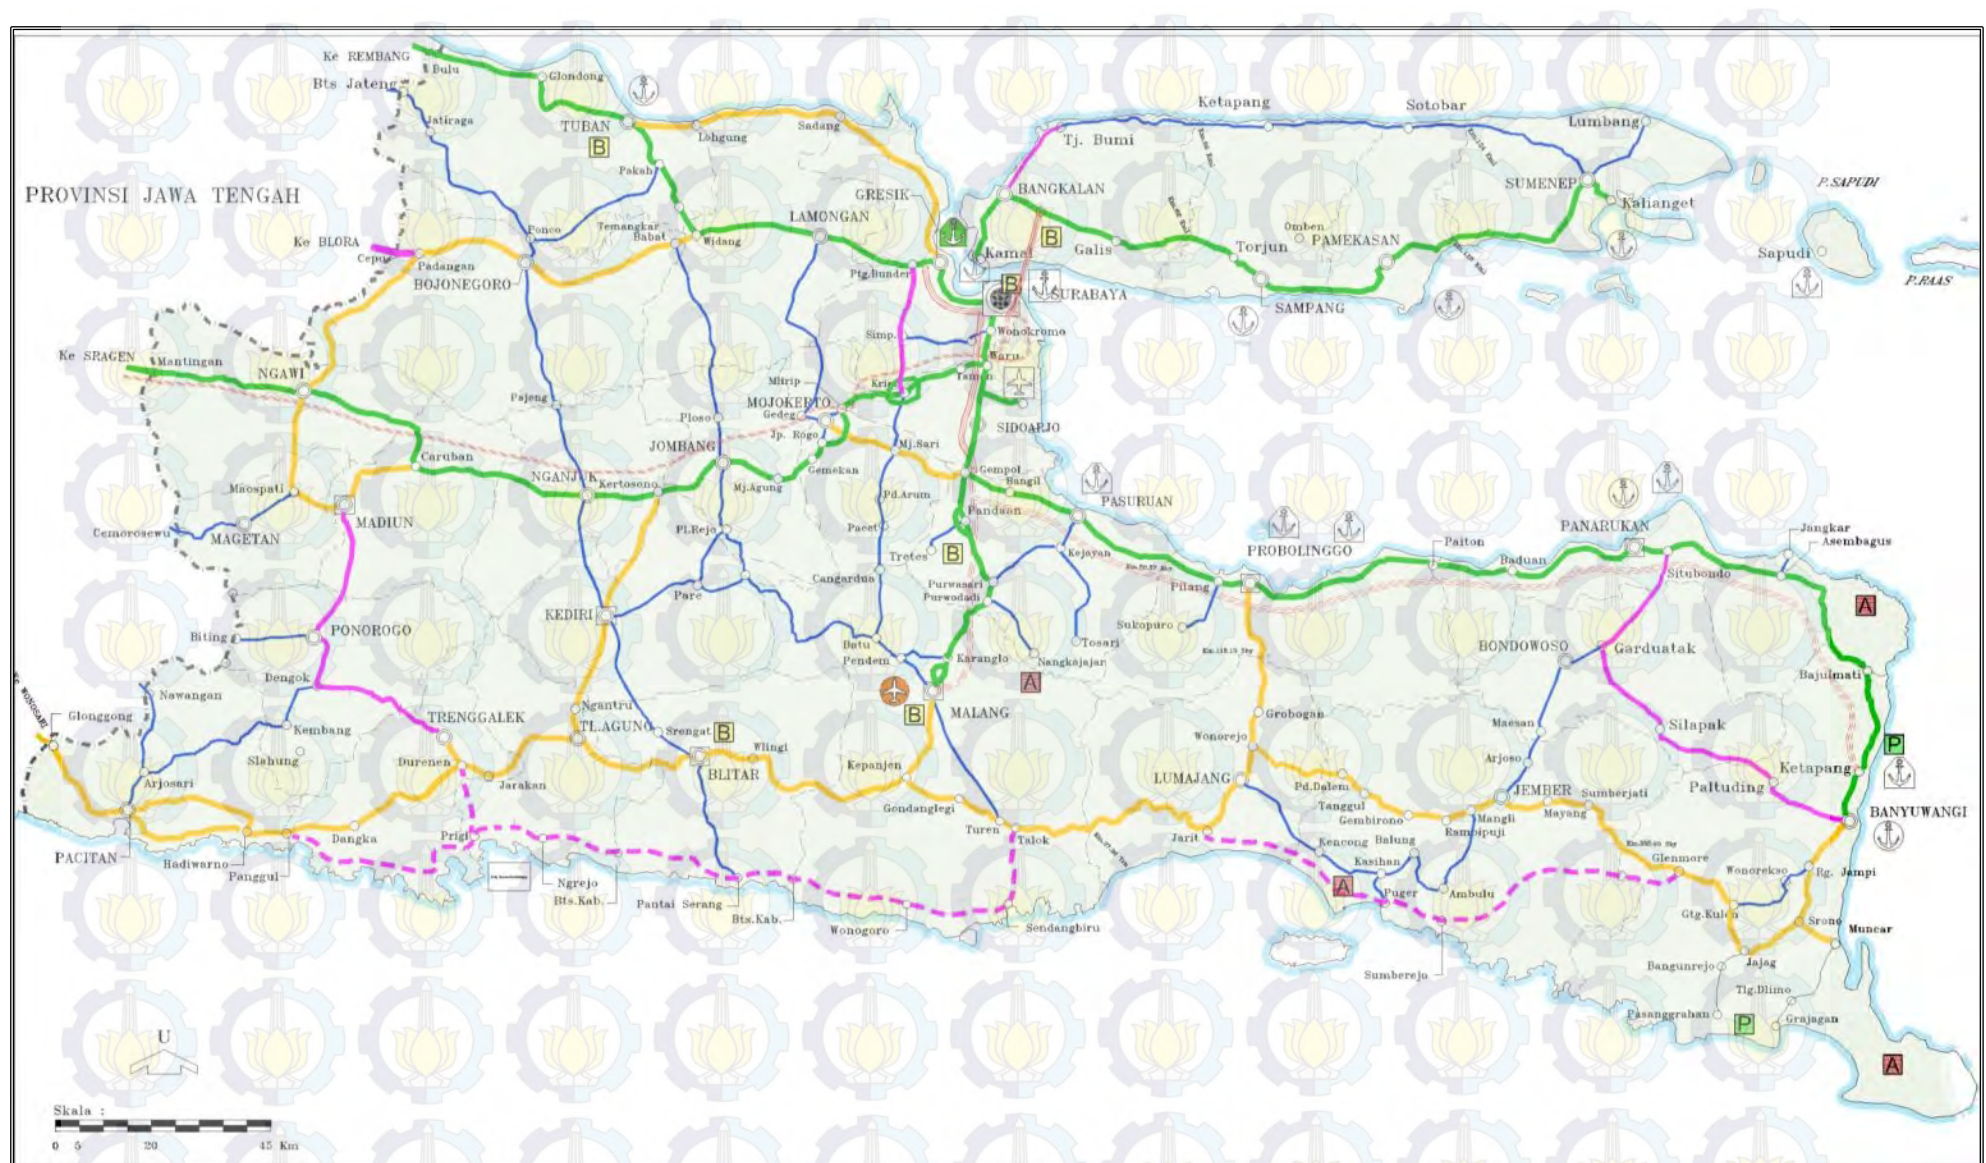 Ke REMBANG
Bulu
Glondong
Bts Jateng
Jatiraga
TUBAN
B
Lohgung
Sadang
Pakah
Ketapang
Sotobar
Lumbang
Tj. Bumi
PROVINSI JAWA TENGAH
GRESIK
BANGKALAN
SUMENEP
Kalianget
P.SAPUDI
Ke BLORA
Cepu
Padangan
BOJONEGORO
Ponco
Temangkar
Babat
Widang
LAMONGAN
Ptg.Bunder
Kamal
B
Galis
Torjun
Omben
PAMEKASAN
Sapudi
P.RAAS
B
SURABAYA
SAMPANG
Simp.
Wonokromo
Waru
Taman
Ke SRAGEN
Mantingan
NGAWI
Pajeng
Ploso
Mlirip
MOJOKERTO
Gedeg
Jp. Rogo
SIDOARJO
JOMBANG
Mj.Sari
Gemekan
Mj.Agung
Caruban
NGANJUK
Kertosono
Gempol
Bangil
Maospati
MADIUN
Cemorosewu
MAGETAN
Pd.Arum
Pacet
Pandaan
PASURUAN
Tretes
B
Kejayan
Pl.Rejo
PROBOLINGGO
Paiton
Baduan
PANARUKAN
Situbondo
Jangkar
Asembagus
A
Pare
Cangardua
Purwasari
Purwodadi
Pilang
KEDIRI
Sukopuro
Biting
PONOROGO
Batu
Pendem
Karanglo
Nangkajajar
Tosari
BONDOWOSO
Garduatak
Bajulmati
Ke WONOSARI
Glonggong
Nawangan
Dengok
Kembang
Slahung
TRENGGALEK
Ngantru
TL.AGUNG
Srengat
B
BLITAR
Wlingi
B
MALANG
A
Grobogan
Wonorejo
Maesan
Arjoso
Silapak
P
Arjosari
Durenen
Jarakan
Kepanjen
Gondanglegi
Turen
Talok
LUMAJANG
Pd.Dalem
Tanggul
Gembirono
Rambipuji
JEMBER
Mangli
Mayang
Sumberjati
Paltuding
Ketapang
BANYUWANGI
PACITAN
Hadiwarno
Panggul
Dangka
Prigi
Ngrejo
Bts.Kab.
Pantai Serang
Bts.Kab.
Wonogoro
Sendangbiru
Jarit
Kencong
Balung
Kasihan
A
Puger
Ambulu
Sumberejo
Glenmore
Wonorekso
Rg. Jampi
Gtg.Kulon
Srono
Muncar
Jajag
Bangunrejo
Tlg.Dlimo
Pasanggrahan
P
Grajagan
A
U
Skala :
0 5 20 45 Km